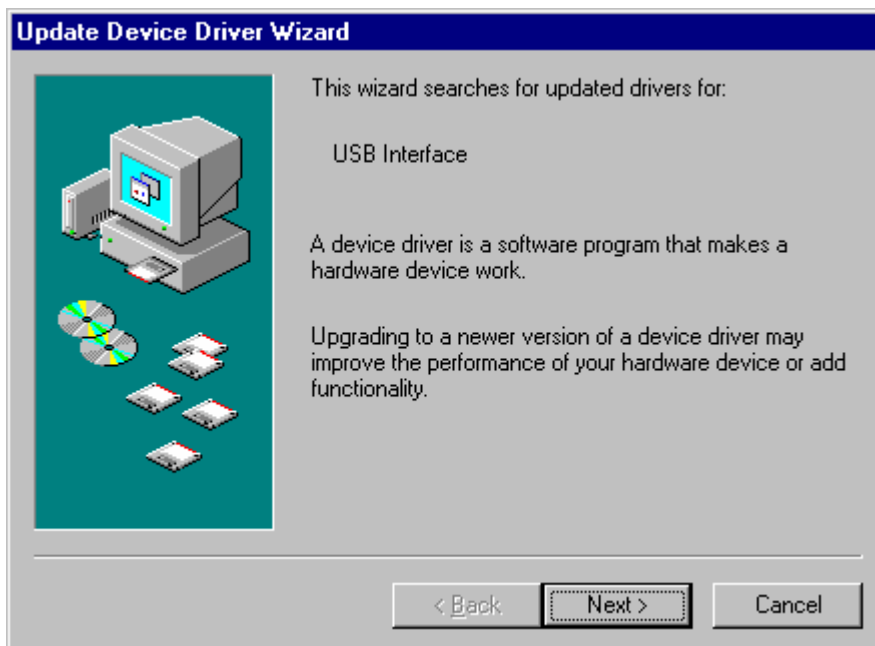 Update Device Driver Wizard
This wizard searches for updated drivers for:
USB Interface
A device driver is a software program that makes a
hardware device work.
Upgrading to a newer version of a device driver may
improve the performance of your hardware device or add
functionality.
< Back
Next >
Cancel